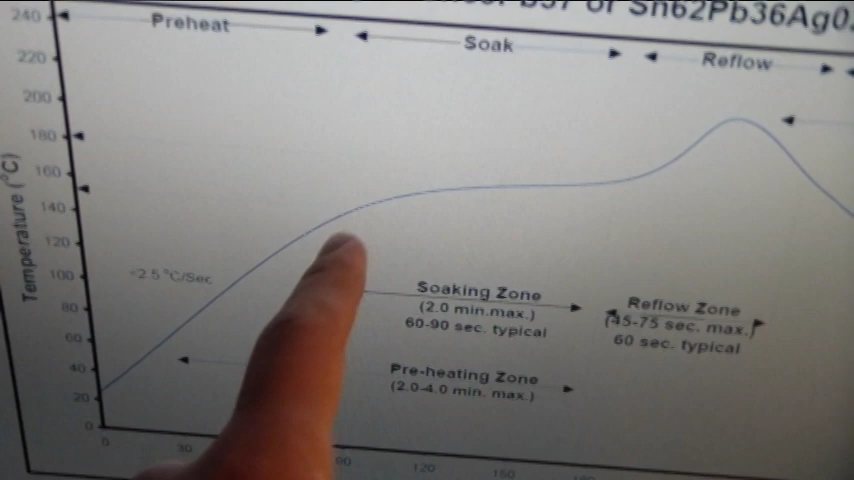 or Sn62Pb36Ag0
Preheat
Soak
Reflow
240
220
200
180
160
140
120
100
80
60
40
20
0
Temperature (°C)
<2.5 °C/Sec
Soaking Zone
(2.0 min.max.)
60-90 sec. typical
Reflow Zone
(45-75 sec. max.)
60 sec. typical
Pre-heating Zone
(2.0-4.0 min. max.)
0
30
120
150